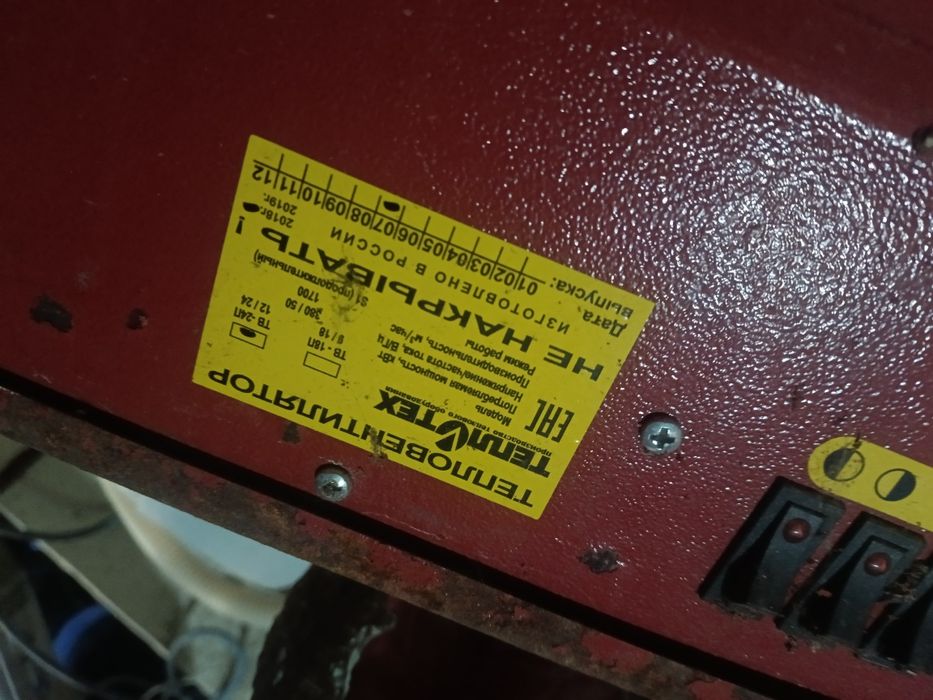 ТЕПЛОВЕНТИЛЯТОР
ТЕПЛОТЕХ
производство теплового оборудования
EAC
Модель ТВ-18П ТВ-24П
Потребляемая мощность, кВт 9 / 18 12 / 24
Напряжение/частота тока, В/Гц 380 / 50
Производительность, м³/час 1700
Режим работы S1 (продолжительный)
НЕ НАКРЫВАТЬ !
ИЗГОТОВЛЕНО В РОССИИ
Дата выпуска: 01 02 03 04 05 06 07 08 09 10 11 12
2018г.
2019г.